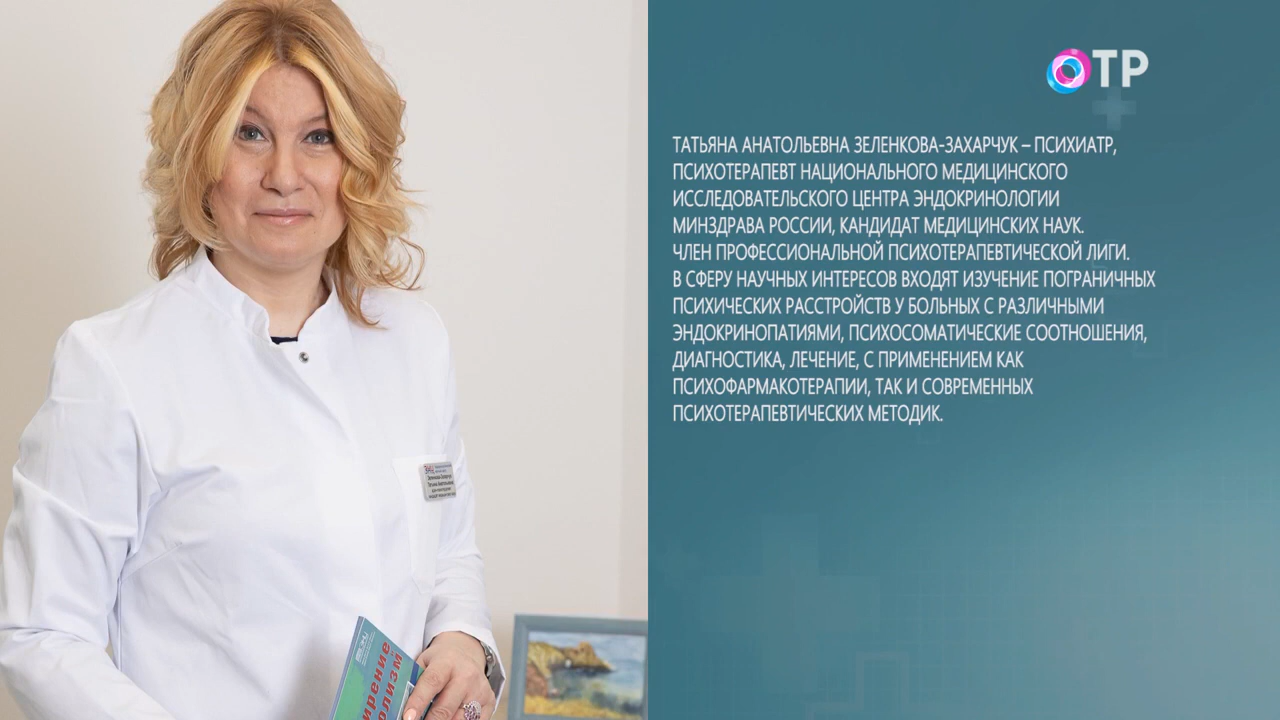 ОТР
ТАТЬЯНА АНАТОЛЬЕВНА ЗЕЛЕНКОВА-ЗАХАРЧУК – ПСИХИАТР,
ПСИХОТЕРАПЕВТ НАЦИОНАЛЬНОГО МЕДИЦИНСКОГО
ИССЛЕДОВАТЕЛЬСКОГО ЦЕНТРА ЭНДОКРИНОЛОГИИ
МИНЗДРАВА РОССИИ, КАНДИДАТ МЕДИЦИНСКИХ НАУК.
ЧЛЕН ПРОФЕССИОНАЛЬНОЙ ПСИХОТЕРАПЕВТИЧЕСКОЙ ЛИГИ.
В СФЕРУ НАУЧНЫХ ИНТЕРЕСОВ ВХОДЯТ ИЗУЧЕНИЕ ПОГРАНИЧНЫХ
ПСИХИЧЕСКИХ РАССТРОЙСТВ У БОЛЬНЫХ С РАЗЛИЧНЫМИ
ЭНДОКРИНОПАТИЯМИ, ПСИХОСОМАТИЧЕСКИЕ СООТНОШЕНИЯ,
ДИАГНОСТИКА, ЛЕЧЕНИЕ, С ПРИМЕНЕНИЕМ КАК
ПСИХОФАРМАКОТЕРАПИИ, ТАК И СОВРЕМЕННЫХ
ПСИХОТЕРАПЕВТИЧЕСКИХ МЕТОДИК.
ирение
олизм